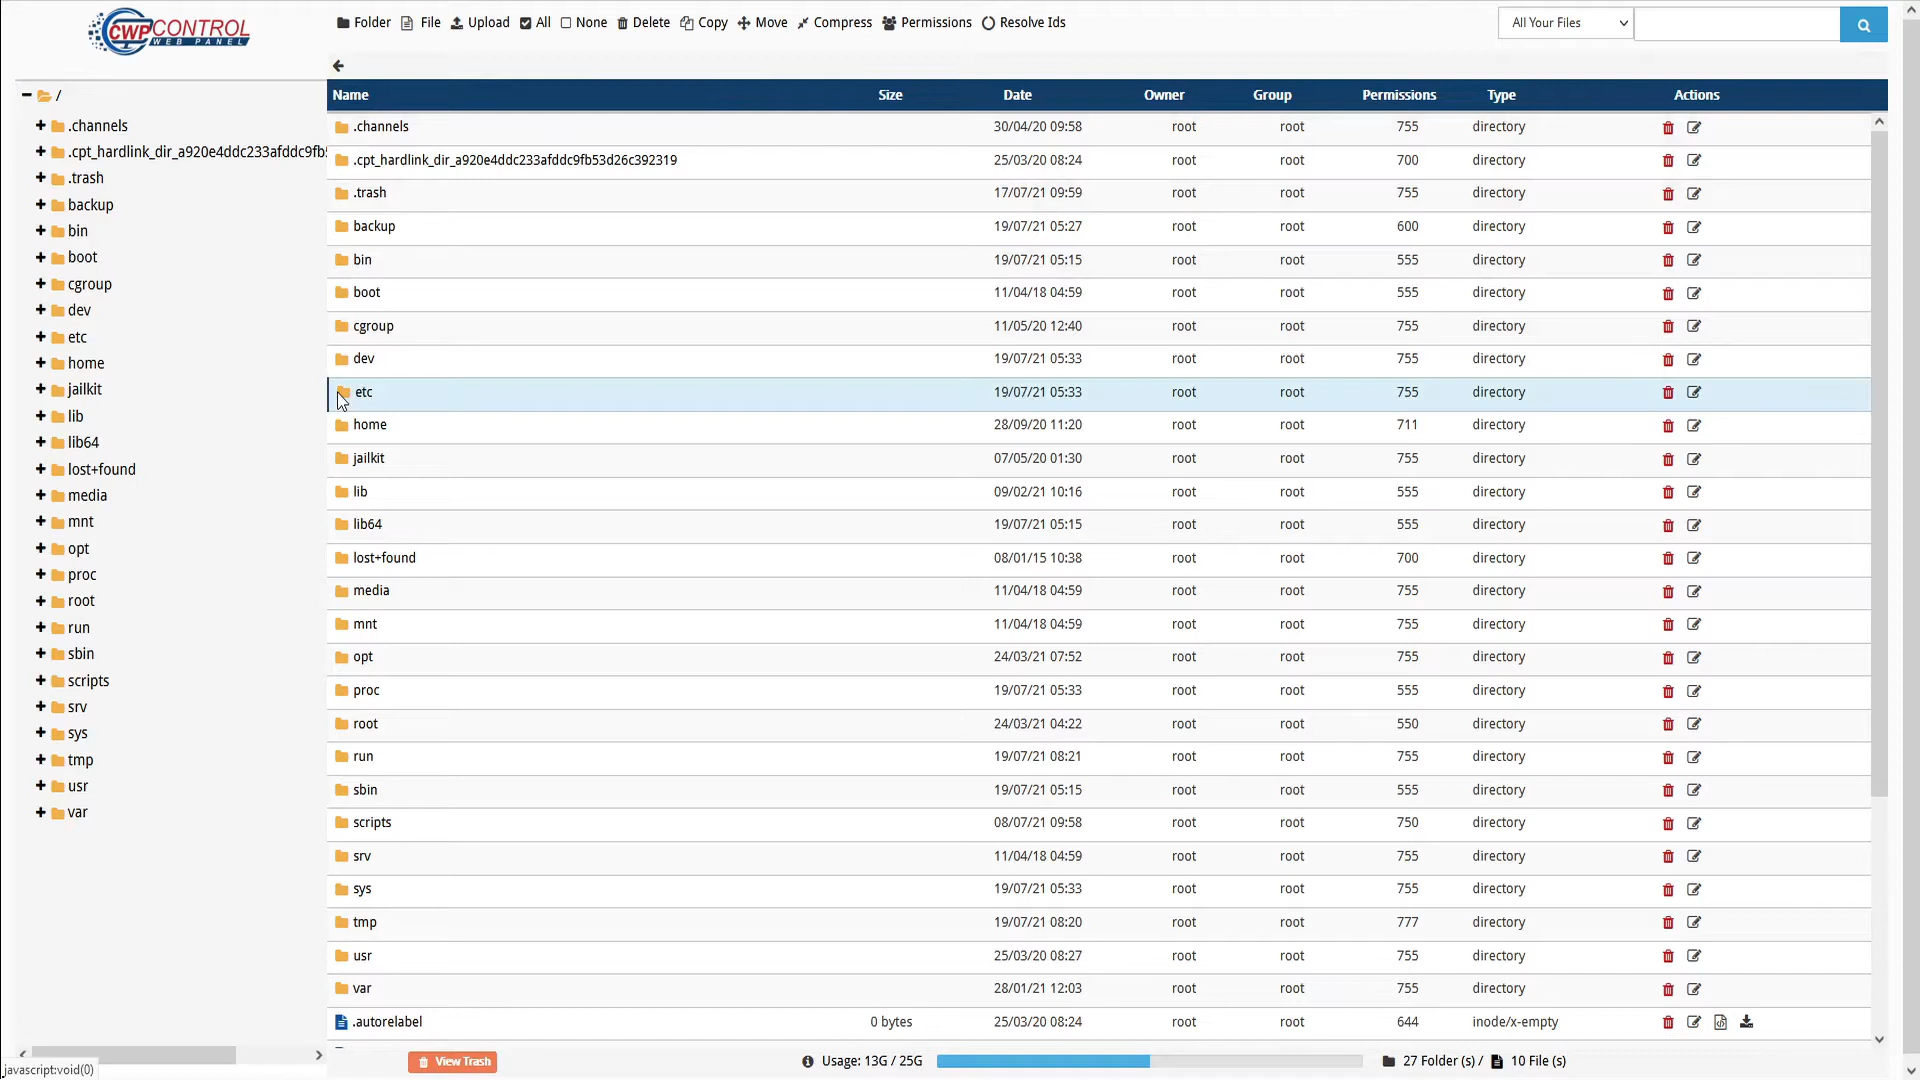 CWPCONTROL
WEB PANEL
Folder File Upload All None Delete Copy Move Compress Permissions Resolve Ids
All Your Files
/
.channels
.cpt_hardlink_dir_a920e4ddc233afddc9fb5
.trash
backup
bin
boot
cgroup
dev
etc
home
jailkit
lib
lib64
lost+found
media
mnt
opt
proc
root
run
sbin
scripts
srv
sys
tmp
usr
var
Name Size Date Owner Group Permissions Type Actions
.channels 30/04/20 09:58 root root 755 directory
.cpt_hardlink_dir_a920e4ddc233afddc9fb53d26c392319 25/03/20 08:24 root root 700 directory
.trash 17/07/21 09:59 root root 755 directory
backup 19/07/21 05:27 root root 600 directory
bin 19/07/21 05:15 root root 555 directory
boot 11/04/18 04:59 root root 555 directory
cgroup 11/05/20 12:40 root root 755 directory
dev 19/07/21 05:33 root root 755 directory
etc 19/07/21 05:33 root root 755 directory
home 28/09/20 11:20 root root 711 directory
jailkit 07/05/20 01:30 root root 755 directory
lib 09/02/21 10:16 root root 555 directory
lib64 19/07/21 05:15 root root 555 directory
lost+found 08/01/15 10:38 root root 700 directory
media 11/04/18 04:59 root root 755 directory
mnt 11/04/18 04:59 root root 755 directory
opt 24/03/21 07:52 root root 755 directory
proc 19/07/21 05:33 root root 555 directory
root 24/03/21 04:22 root root 550 directory
run 19/07/21 08:21 root root 755 directory
sbin 19/07/21 05:15 root root 555 directory
scripts 08/07/21 09:58 root root 750 directory
srv 11/04/18 04:59 root root 755 directory
sys 19/07/21 05:33 root root 755 directory
tmp 19/07/21 08:20 root root 777 directory
usr 25/03/20 08:27 root root 755 directory
var 28/01/21 12:03 root root 755 directory
.autorelabel 0 bytes 25/03/20 08:24 root root 644 inode/x-empty
View Trash Usage: 13G / 25G 27 Folder (s) / 10 File (s)
javascript:void(0)